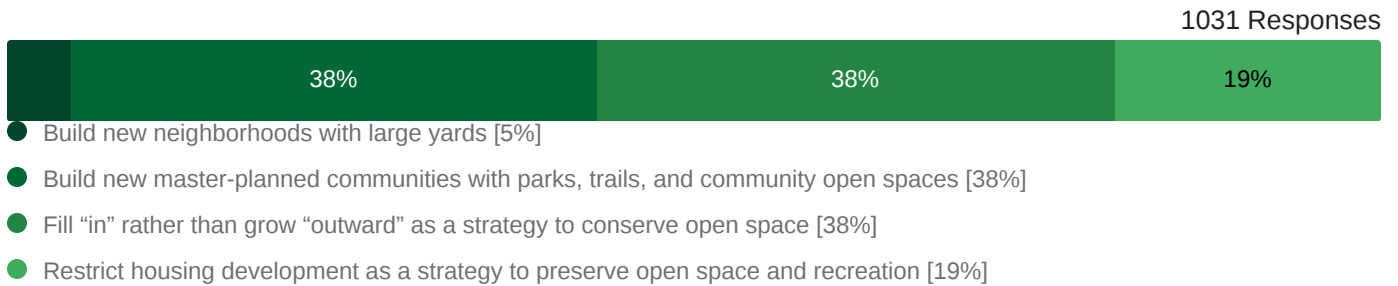 1031 Responses
38% 38% 19%
Build new neighborhoods with large yards [5%]
Build new master-planned communities with parks, trails, and community open spaces [38%]
Fill “in” rather than grow “outward” as a strategy to conserve open space [38%]
Restrict housing development as a strategy to preserve open space and recreation [19%]